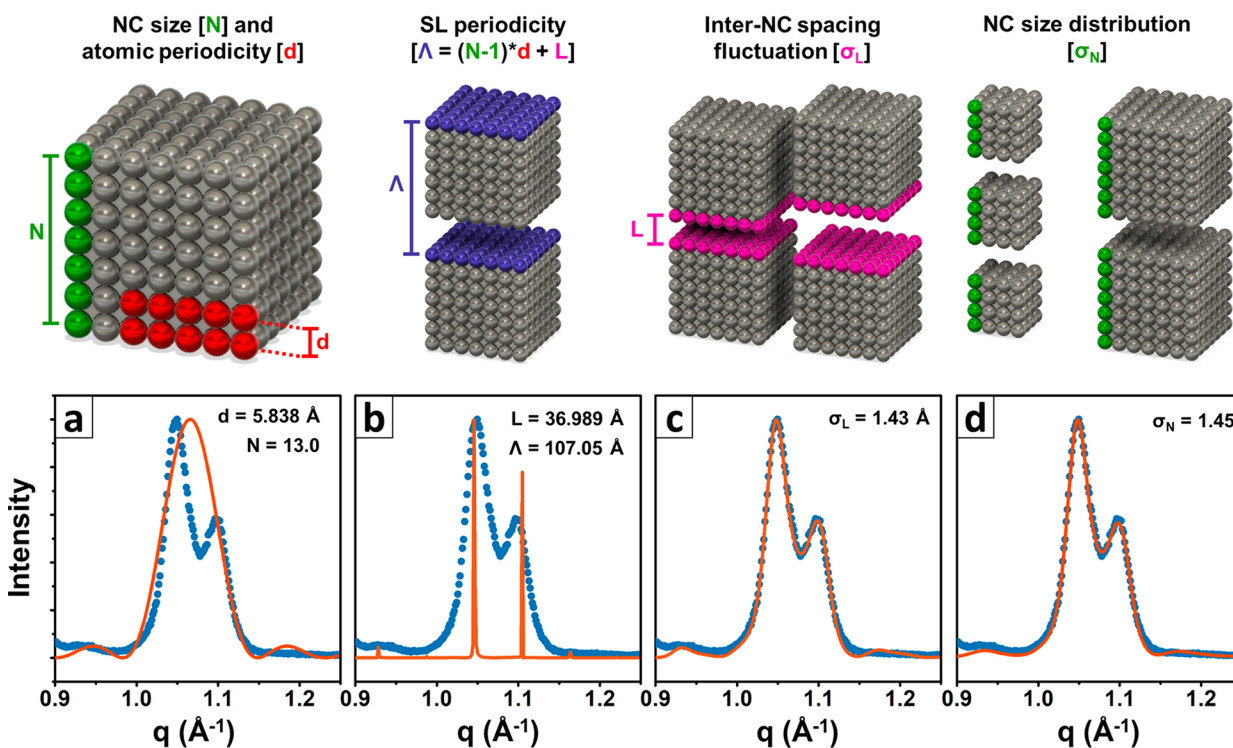 NC size [N] and
atomic periodicity [d]
SL periodicity
[Λ = (N-1)*d + L]
Inter-NC spacing
fluctuation [σL]
NC size distribution
[σN]
N
d
Λ
L
a
d = 5.838 Å
N = 13.0
b
L = 36.989 Å
Λ = 107.05 Å
c
σL = 1.43 Å
d
σN = 1.45
Intensity
0.9 1.0 1.1 1.2
0.9 1.0 1.1 1.2
0.9 1.0 1.1 1.2
0.9 1.0 1.1 1.2
q (Å-1)
q (Å-1)
q (Å-1)
q (Å-1)